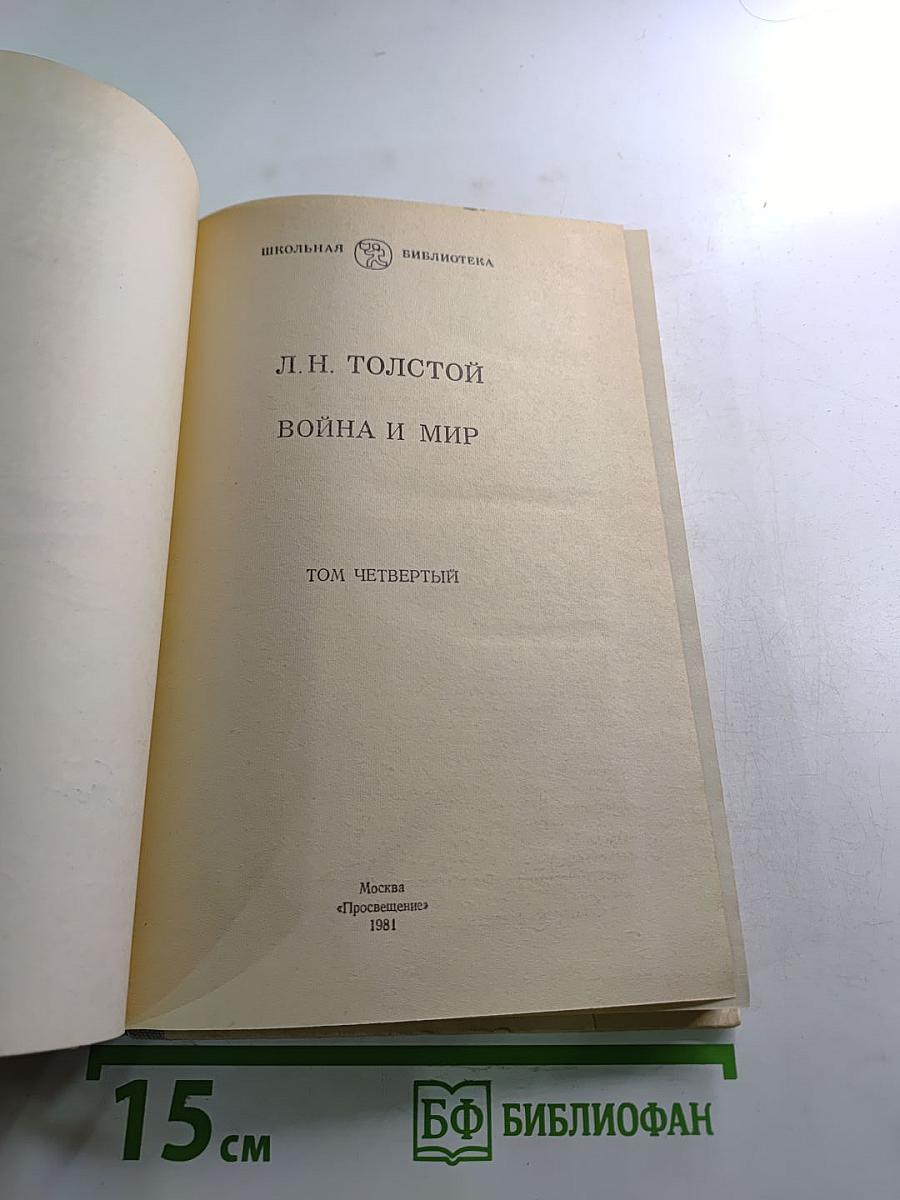 ШКОЛЬНАЯ БИБЛИОТЕКА
Л. Н. ТОЛСТОЙ
ВОЙНА И МИР
ТОМ ЧЕТВЕРТЫЙ
Москва
«Просвещение»
1981
15 см
БФ БИБЛИОФАН